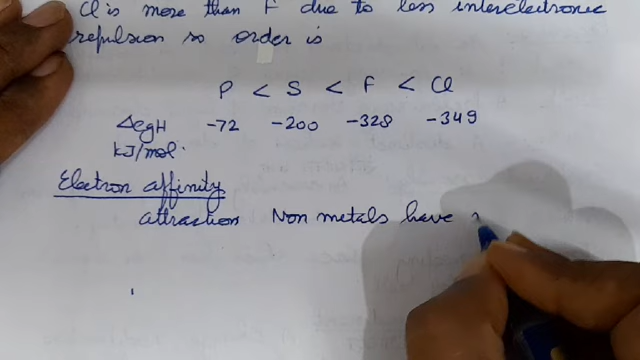 Cl is more than F due to less interelectronic
repulsion so order is
P < S < F < Cl
ΔegH -72 -200 -328 -349
kJ/mol.
Electron affinity
attraction Non metals have